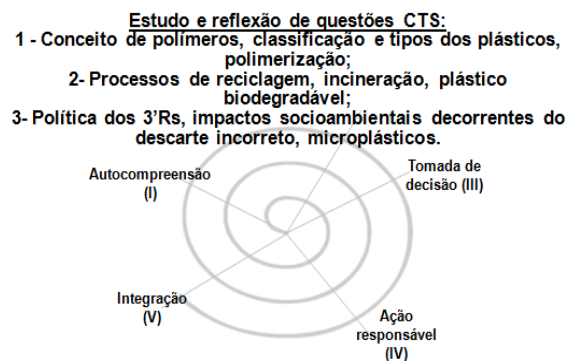 Estudo e reflexão de questões CTS:
1 - Conceito de polímeros, classificação e tipos dos plásticos,
polimerização;
2- Processos de reciclagem, incineração, plástico
biodegradável;
3- Política dos 3’Rs, impactos socioambientais decorrentes do
descarte incorreto, microplásticos.
Autocompreensão
(I)
Tomada de
decisão (III)
Integração
(V)
Ação
responsável
(IV)